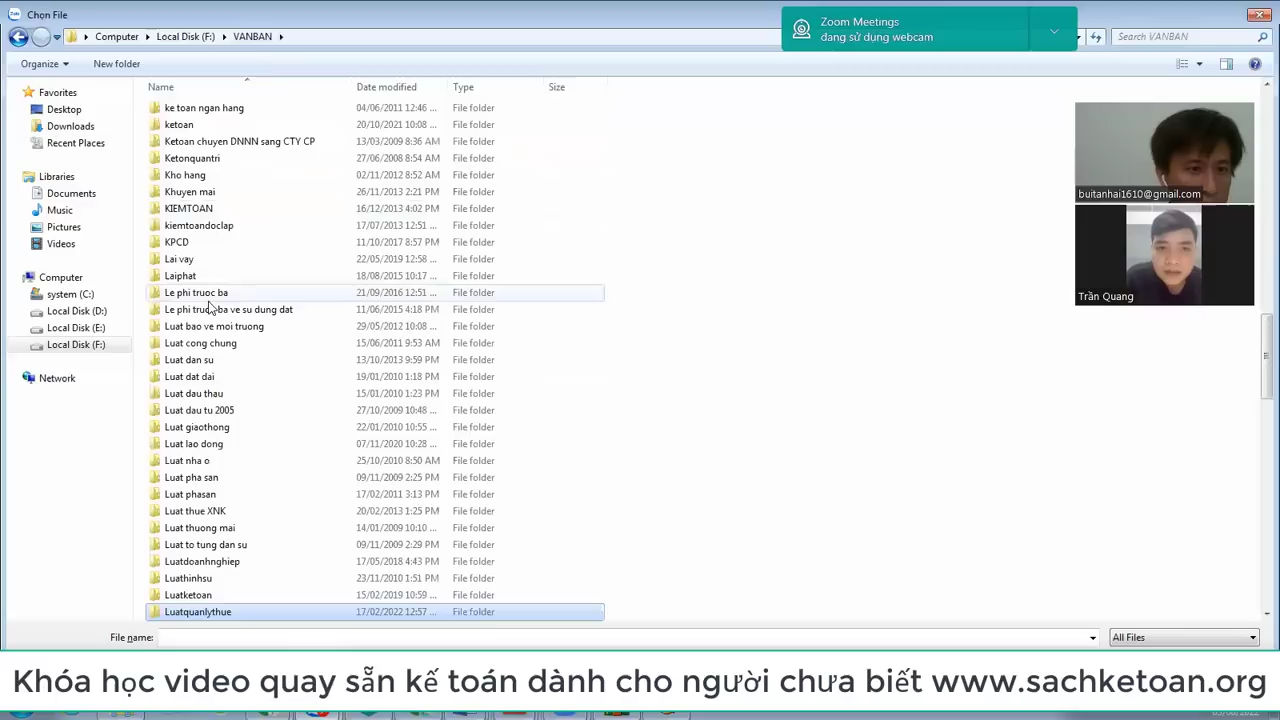 Chọn File
Zoom Meetings
đang sử dụng webcam
Computer
Local Disk (F:)
VANBAN
Search VANBAN
Organize
New folder
Name
Date modified
Type
Size
Favorites
Desktop
Downloads
Recent Places
Libraries
Documents
Music
Pictures
Videos
Computer
system (C:)
Local Disk (D:)
Local Disk (E:)
Local Disk (F:)
Network
ke toan ngan hang 04/06/2011 12:46 ... File folder
ketoan 20/10/2021 10:08 ... File folder
Ketoan chuyen DNNN sang CTY CP 13/03/2009 8:36 AM File folder
Ketonquantri 27/06/2008 8:54 AM File folder
Kho hang 02/11/2012 8:52 AM File folder
Khuyen mai 26/11/2013 2:21 PM File folder
KIEMTOAN 16/12/2013 4:02 PM File folder
kiemtoandoclap 17/07/2013 12:51 ... File folder
KPCD 11/10/2017 8:57 PM File folder
Lai vay 22/05/2019 12:58 ... File folder
Laiphat 18/08/2015 10:17 ... File folder
Le phi truoc ba 21/09/2016 12:51 ... File folder
Le phi truoc ba ve su dung dat 11/06/2015 4:18 PM File folder
Luat bao ve moi truong 29/05/2012 10:08 ... File folder
Luat cong chung 15/06/2011 9:53 AM File folder
Luat dan su 13/10/2013 9:59 PM File folder
Luat dat dai 19/01/2010 1:18 PM File folder
Luat dau thau 15/01/2010 1:23 PM File folder
Luat dau tu 2005 27/10/2009 10:48 ... File folder
Luat giaothong 22/01/2010 10:55 ... File folder
Luat lao dong 07/11/2020 10:28 ... File folder
Luat nha o 25/10/2010 8:50 AM File folder
Luat pha san 09/11/2009 2:25 PM File folder
Luat phasan 17/02/2011 3:13 PM File folder
Luat thue XNK 20/02/2013 1:25 PM File folder
Luat thuong mai 14/01/2009 10:10 ... File folder
Luat to tung dan su 09/11/2009 2:29 PM File folder
Luatdoanhnghiep 17/05/2018 4:43 PM File folder
Luathinhsu 23/11/2010 1:51 PM File folder
Luatketoan 15/02/2019 10:59 ... File folder
Luatquanlythue 17/02/2022 12:57 ... File folder
buitanhai1610@gmail.com
Trần Quang
File name:
All Files
Khóa học video quay sẵn kế toán dành cho người chưa biết www.sachketoan.org